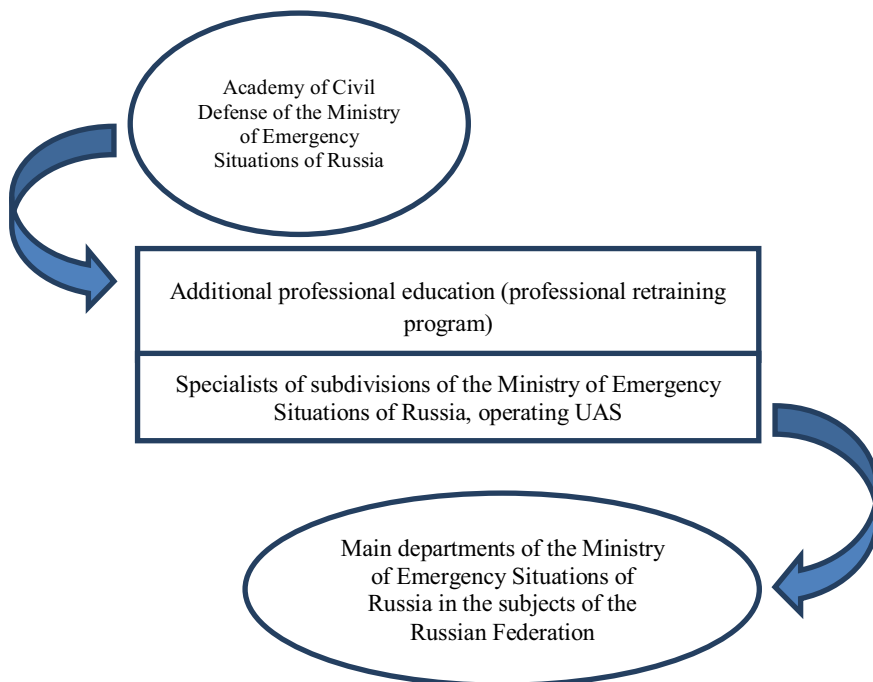 Academy of Civil
Defense of the Ministry
of Emergency
Situations of Russia
Additional professional education (professional retraining
program)
Specialists of subdivisions of the Ministry of Emergency
Situations of Russia, operating UAS
Main departments of the Ministry
of Emergency Situations of
Russia in the subjects of the
Russian Federation